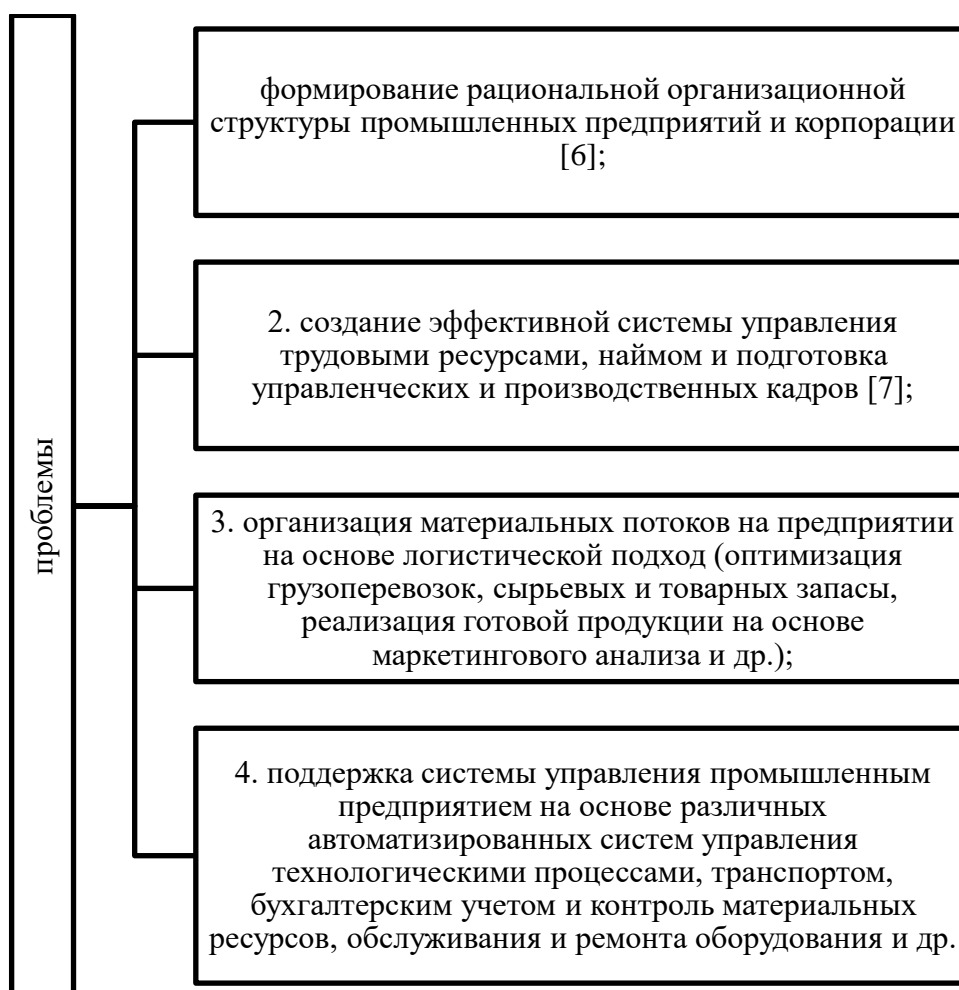 проблемы
формирование рациональной организационной
структуры промышленных предприятий и корпорации
[6];
2. создание эффективной системы управления
трудовыми ресурсами, наймом и подготовка
управленческих и производственных кадров [7];
3. организация материальных потоков на предприятии
на основе логистической подход (оптимизация
грузоперевозок, сырьевых и товарных запасы,
реализация готовой продукции на основе
маркетингового анализа и др.);
4. поддержка системы управления промышленным
предприятием на основе различных
автоматизированных систем управления
технологическими процессами, транспортом,
бухгалтерским учетом и контроль материальных
ресурсов, обслуживания и ремонта оборудования и др.